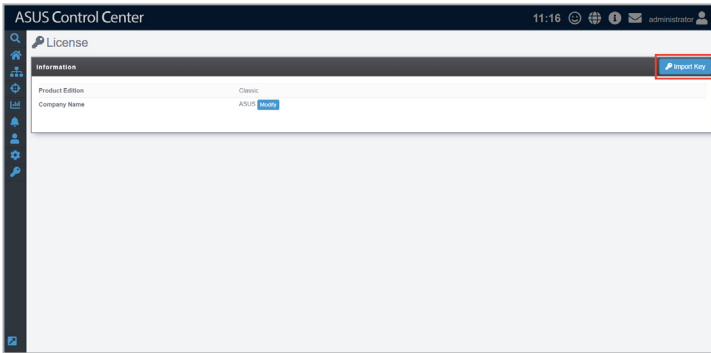 ASUS Control Center
11:16 administrator
License
Information
Import Key
Product Edition Classic
Company Name ASUS Modify